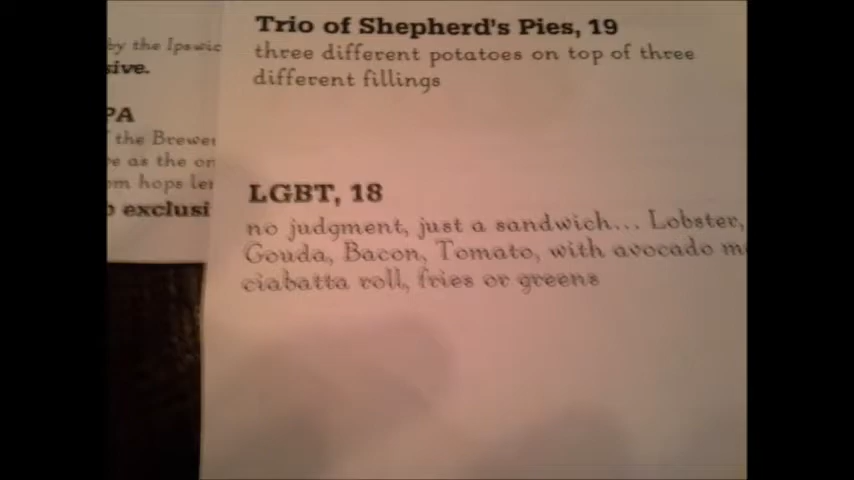 by the Ipswic
sive.
PA
the Brewer
e as the on
om hops
exclusi
Trio of Shepherd's Pies, 19
three different potatoes on top of three
different fillings
LGBT, 18
no judgment, just a sandwich... Lobster,
Gouda, Bacon, Tomato, with avocado m
ciabatta roll, fries or greens